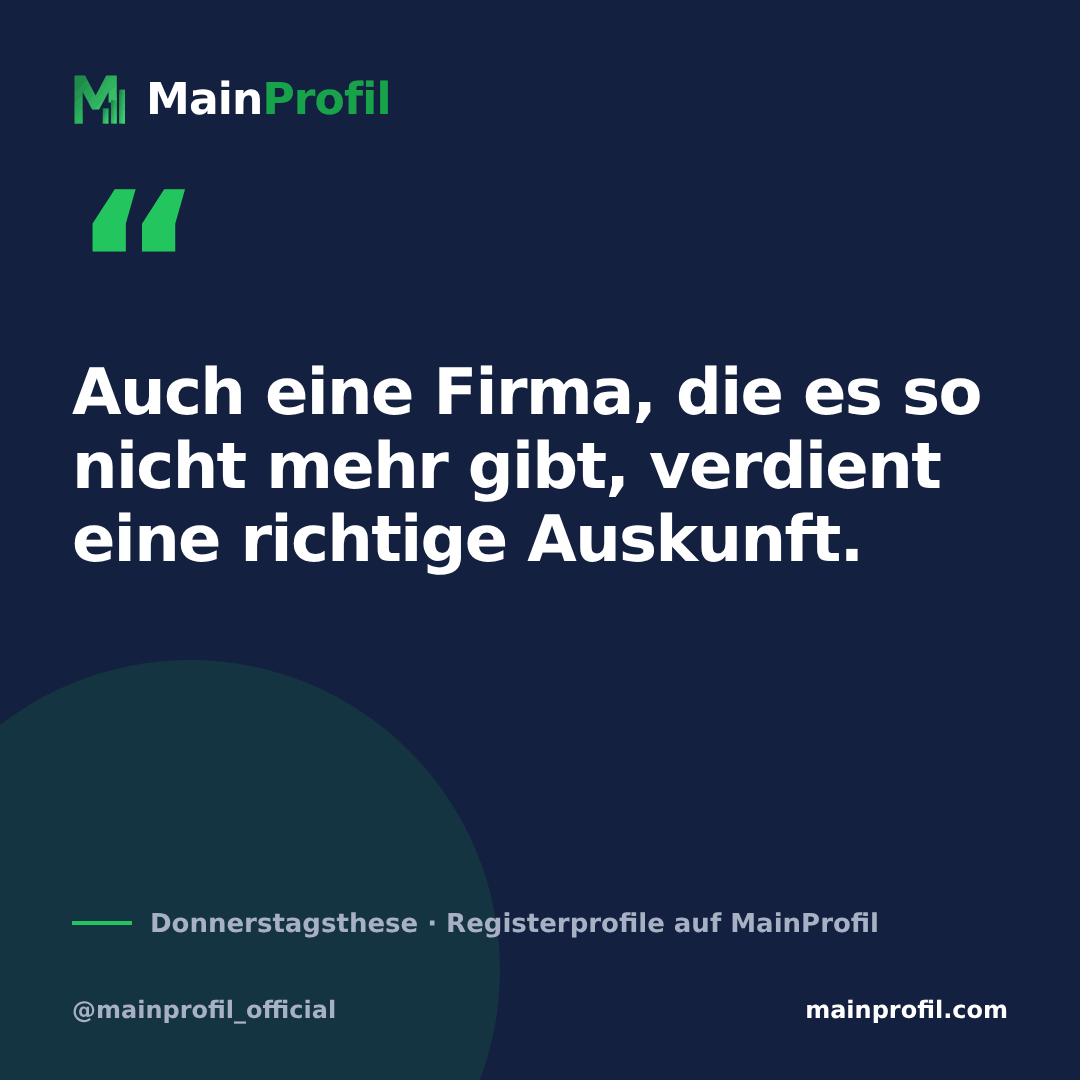 MainProfil
“
Auch eine Firma, die es so
nicht mehr gibt, verdient
eine richtige Auskunft.
Donnerstagsthese · Registerprofile auf MainProfil
@mainprofil_official
mainprofil.com